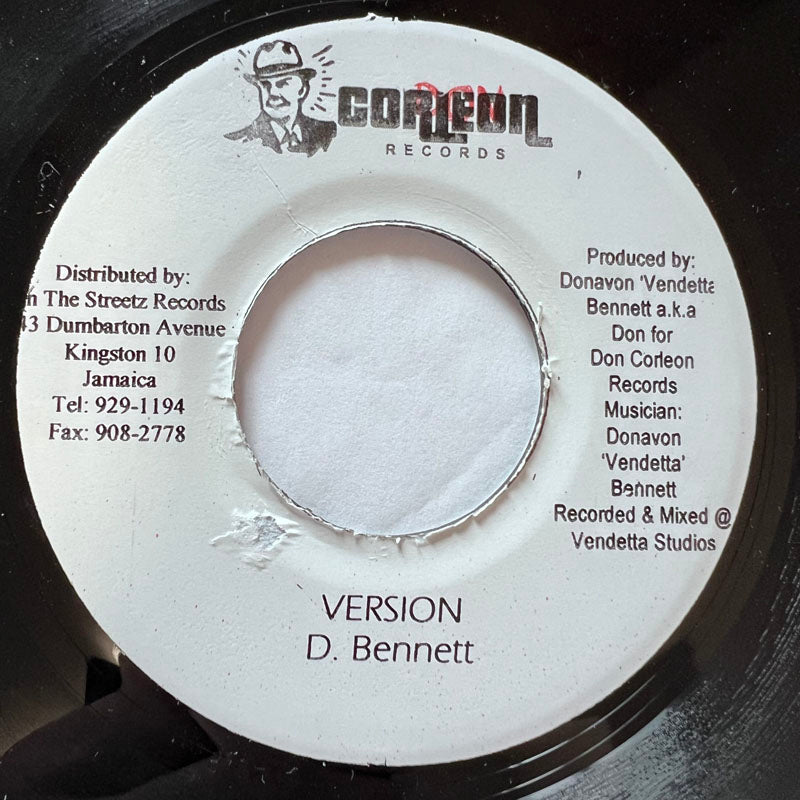 CORLEON
RECORDS
Distributed by:
The Streetz Records
3 Dumbarton Avenue
Kingston 10
Jamaica
Tel: 929-1194
Fax: 908-2778
Produced by:
Donavon 'Vendetta
Bennett a.k.a
Don for
Don Corleon
Records
Musician:
Donavon
'Vendetta'
Bennett
Recorded & Mixed @
Vendetta Studios
VERSION
D. Bennett